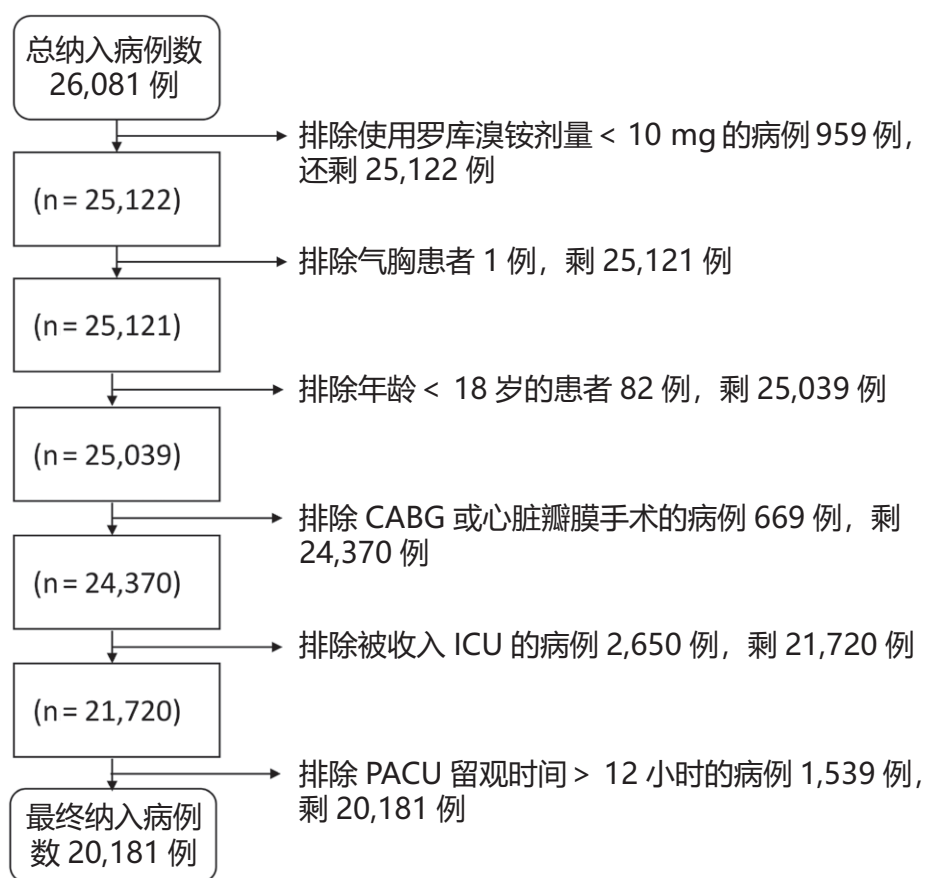 总纳入病例数
26,081 例
排除使用罗库溴铵剂量 < 10 mg 的病例 959 例，
还剩 25,122 例
(n = 25,122)
排除气胸患者 1 例，剩 25,121 例
(n = 25,121)
排除年龄 < 18 岁的患者 82 例，剩 25,039 例
(n = 25,039)
排除 CABG 或心脏瓣膜手术的病例 669 例，剩
24,370 例
(n = 24,370)
排除被收入 ICU 的病例 2,650 例，剩 21,720 例
(n = 21,720)
排除 PACU 留观时间 > 12 小时的病例 1,539 例，
剩 20,181 例
最终纳入病例
数 20,181 例